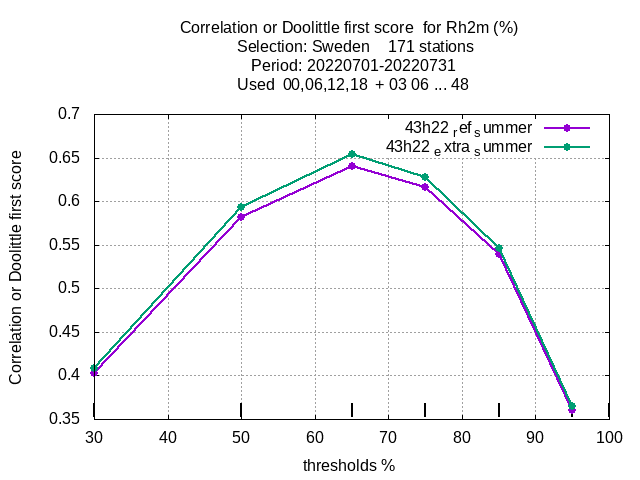 Correlation or Doolittle first score  for Rh2m (%)
Selection: Sweden    171 stations
Period: 20220701-20220731
Used  00,06,12,18  + 03 06 ... 48
43h22 ref summer
43h22 extra summer
Correlation or Doolittle first score
0.7
0.65
0.6
0.55
0.5
0.45
0.4
0.35
30 40 50 60 70 80 90 100
thresholds %